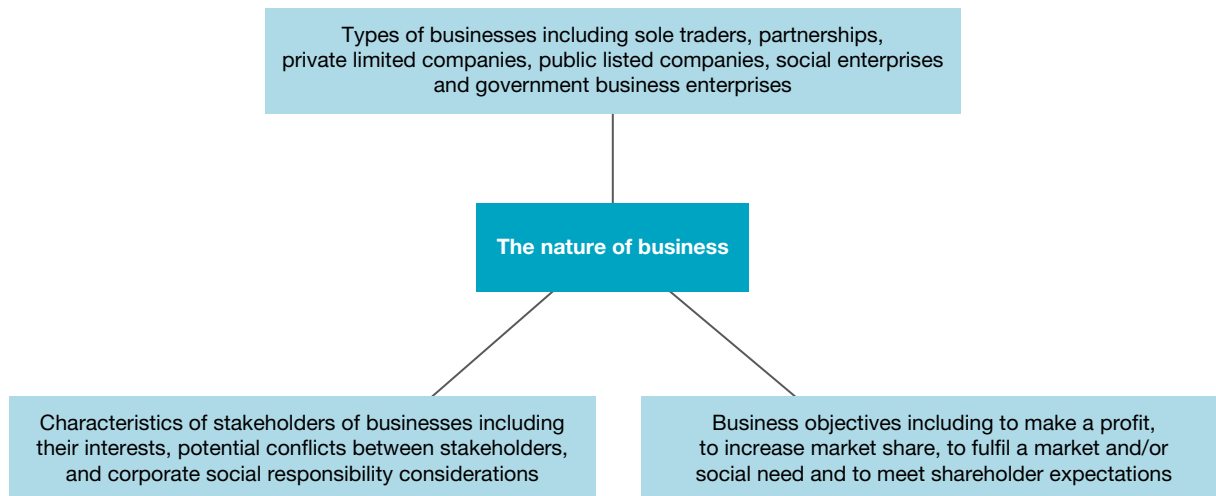 Types of businesses including sole traders, partnerships,
private limited companies, public listed companies, social enterprises
and government business enterprises
The nature of business
Characteristics of stakeholders of businesses including
their interests, potential conflicts between stakeholders,
and corporate social responsibility considerations
Business objectives including to make a profit,
to increase market share, to fulfil a market and/or
social need and to meet shareholder expectations